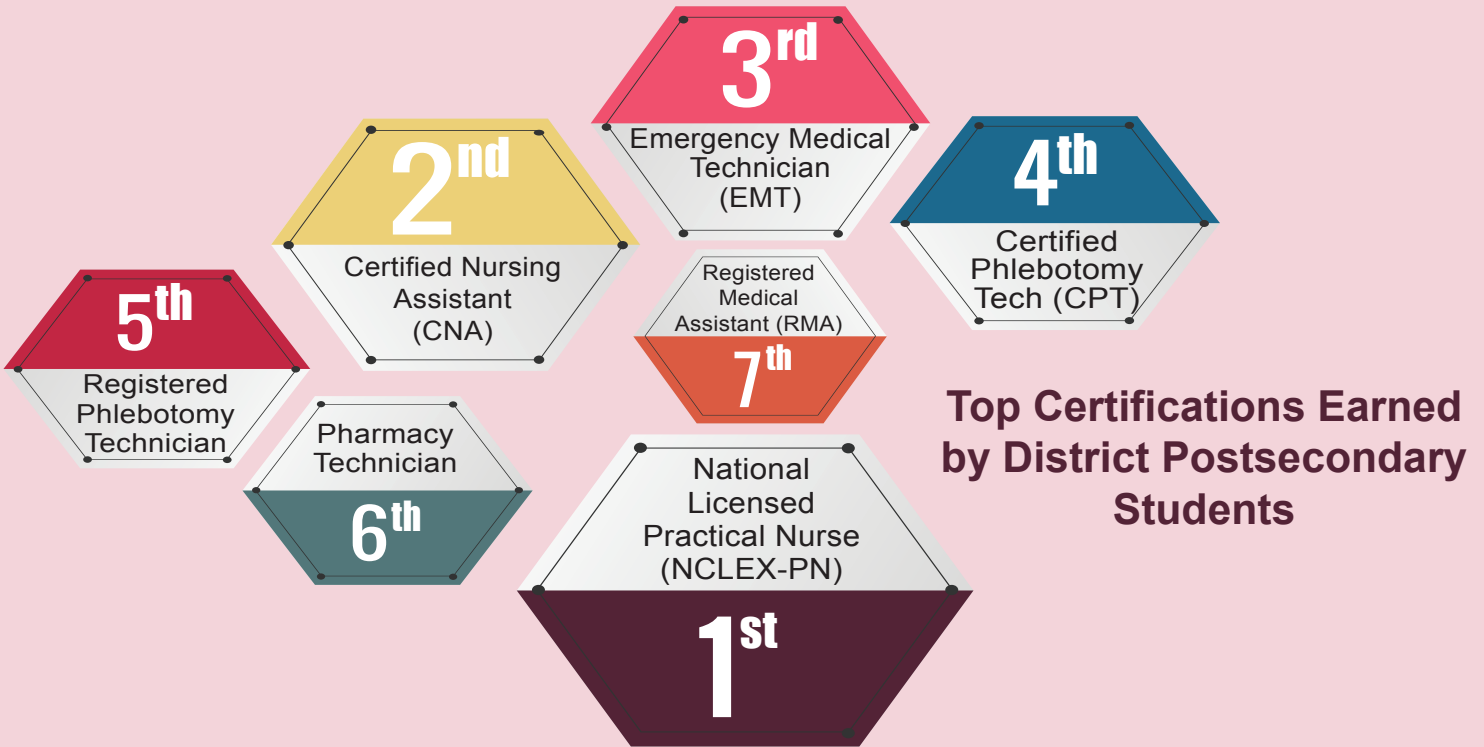 3rd
Emergency Medical
Technician
(EMT)
2nd
Certified Nursing
Assistant
(CNA)
4th
Certified
Phlebotomy
Tech (CPT)
5th
Registered
Phlebotomy
Technician
Registered
Medical
Assistant (RMA)
7th
Pharmacy
Technician
6th
National
Licensed
Practical Nurse
(NCLEX-PN)
1st
Top Certifications Earned
by District Postsecondary
Students